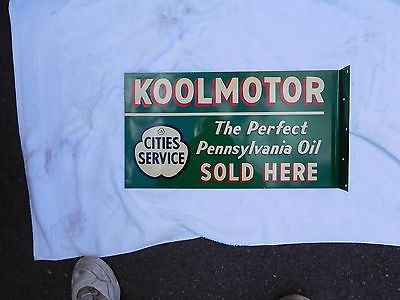 KOOLMOTOR
CITIES
SERVICE
The Perfect
Pennsylvania Oil
SOLD HERE